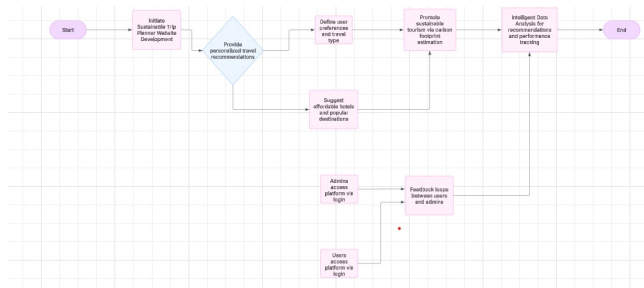 Start
Initiate
Sustainable Trip
Planner Website
Development
Provide
personalized travel
recommendations
Define user
preferences
and travel
type
Promote
sustainable
tourism via carbon
footprint
estimation
Intelligent Data
Analysis for
recommendations
and performance
tracking
End
Suggest
affordable hotels
and popular
destinations
Admins
access
platform via
login
Feedback loops
between users
and admins
Users
access
platform via
login